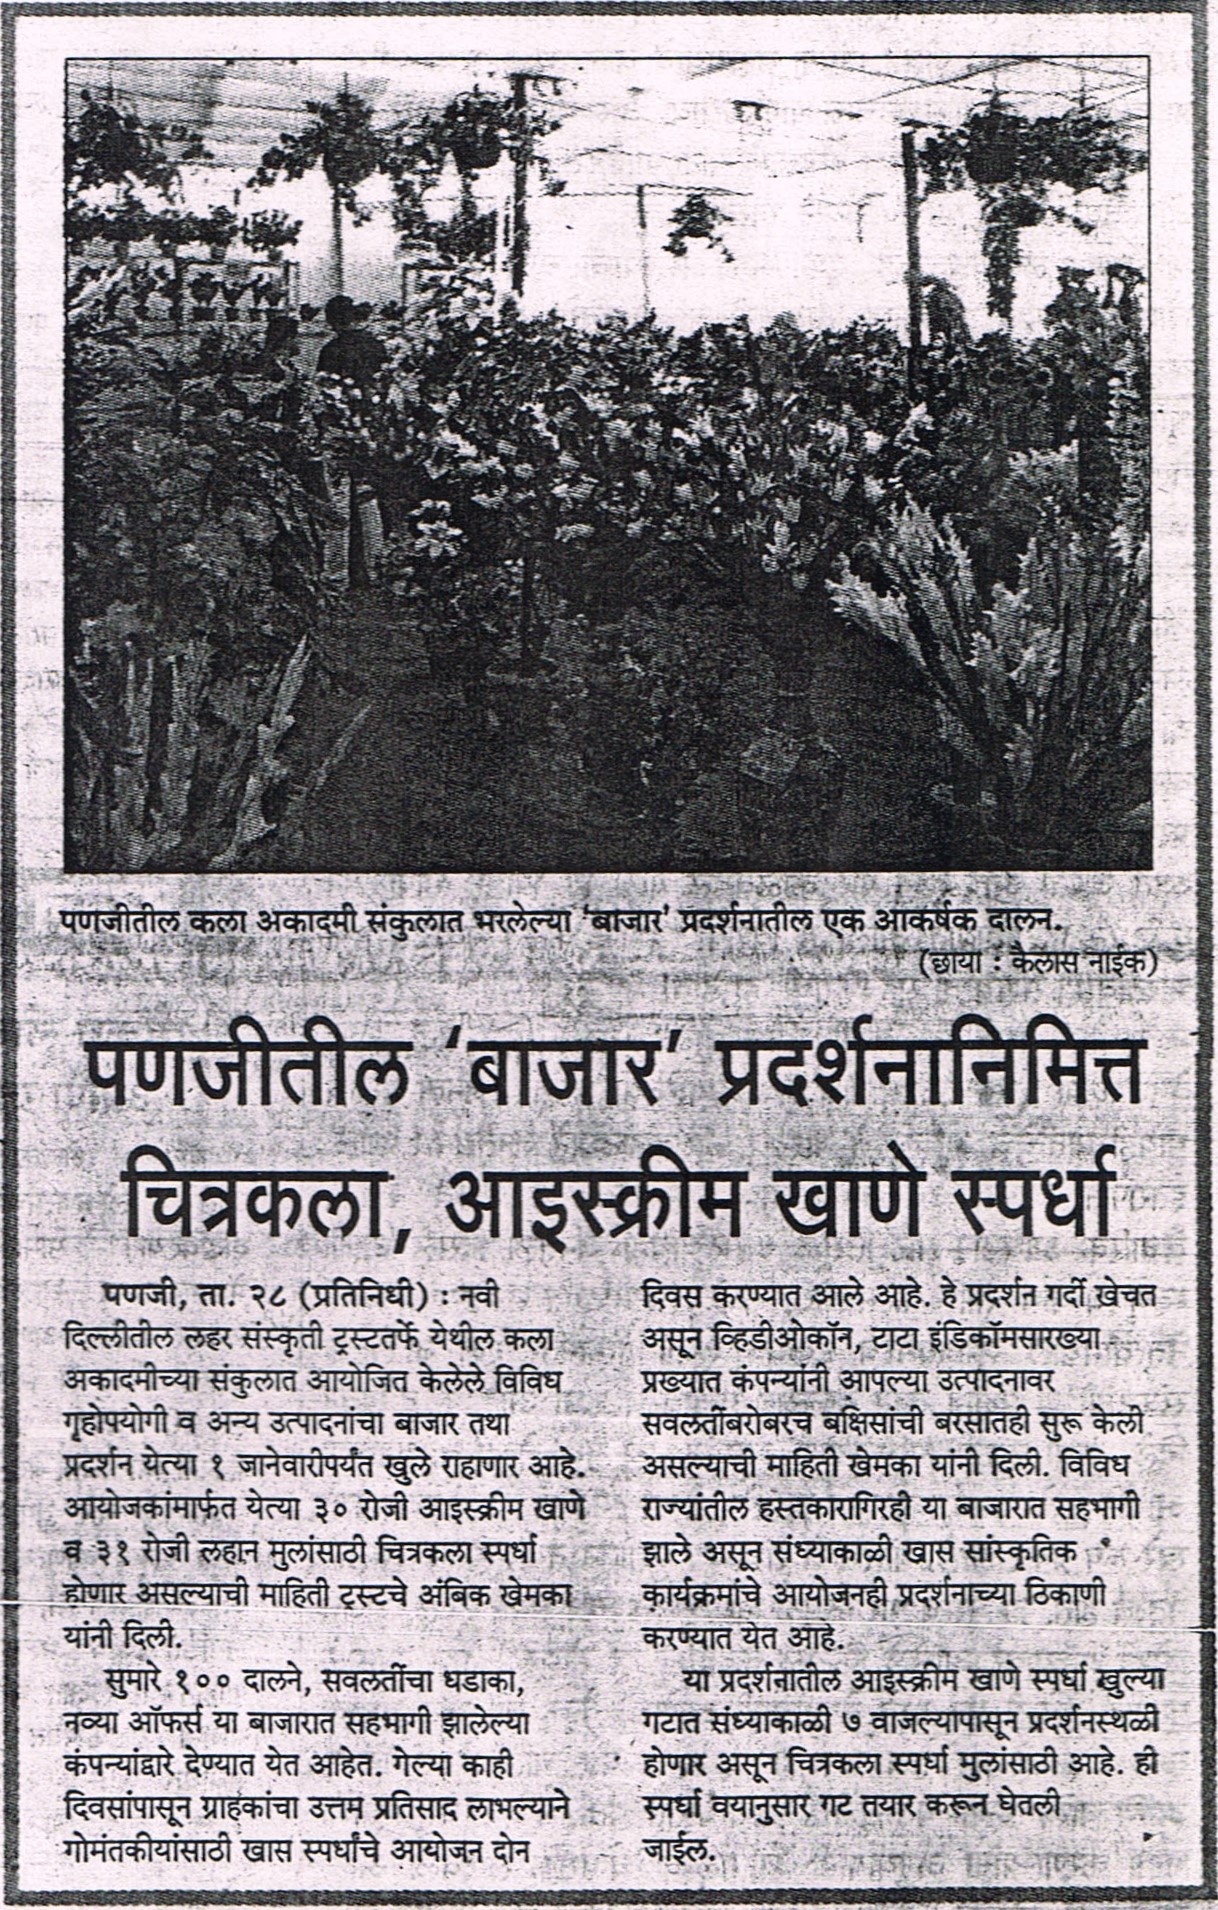 पणजीतील कला अकादमी संकुलात भरलेल्या ‘बाजार’ प्रदर्शनातील एक आकर्षक दालन.
(छाया : कैलास नाईक)
पणजीतील ‘बाजार’ प्रदर्शनानिमित्त
चित्रकला, आइस्क्रीम खाणे स्पर्धा
पणजी, ता. २८ (प्रतिनिधी) : नवी
दिल्लीतील लहर संस्कृती ट्रस्टतर्फे येथील कला
अकादमीच्या संकुलात आयोजित केलेले विविध
गृहोपयोगी व अन्य उत्पादनांचा बाजार तथा
प्रदर्शन येत्या १ जानेवारीपर्यंत खुले राहाणार आहे.
आयोजकांमार्फत येत्या ३० रोजी आइस्क्रीम खाणे
व ३१ रोजी लहान मुलांसाठी चित्रकला स्पर्धा
होणार असल्याची माहिती ट्रस्टचे अंबिक खेमका
यांनी दिली.
सुमारे १०० दालने, सवलतींचा धडाका,
नव्या ऑफर्स या बाजारात सहभागी झालेल्या
कंपन्यांद्वारे देण्यात येत आहेत. गेल्या काही
दिवसांपासून ग्राहकांचा उत्तम प्रतिसाद लाभल्याने
गोमंतकीयांसाठी खास स्पर्धांचे आयोजन दोन
दिवस करण्यात आले आहे. हे प्रदर्शन गर्दी खेचत
असून व्हिडीओकॉन, टाटा इंडिकॉमसारख्या
प्रख्यात कंपन्यांनी आपल्या उत्पादनावर
सवलतींबरोबरच बक्षिसांची बरसातही सुरू केली
असल्याची माहिती खेमका यांनी दिली. विविध
राज्यांतील हस्तकारागिरही या बाजारात सहभागी
झाले असून संध्याकाळी खास सांस्कृतिक
कार्यक्रमांचे आयोजनही प्रदर्शनाच्या ठिकाणी
करण्यात येत आहे.
या प्रदर्शनातील आइस्क्रीम खाणे स्पर्धा खुल्या
गटात संध्याकाळी ७ वाजल्यापासून प्रदर्शनस्थळी
होणार असून चित्रकला स्पर्धा मुलांसाठी आहे. ही
स्पर्धा वयानुसार गट तयार करून घेतली
जाईल.